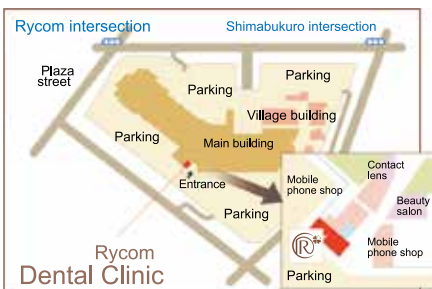 Rycom intersection
Shimabukuro intersection
Plaza
street
Parking
Parking
Village building
Parking
Main building
Entrance
Parking
Contact
lens
Mobile
phone shop
Beauty
salon
Mobile
phone shop
R
Parking
Rycom
Dental Clinic